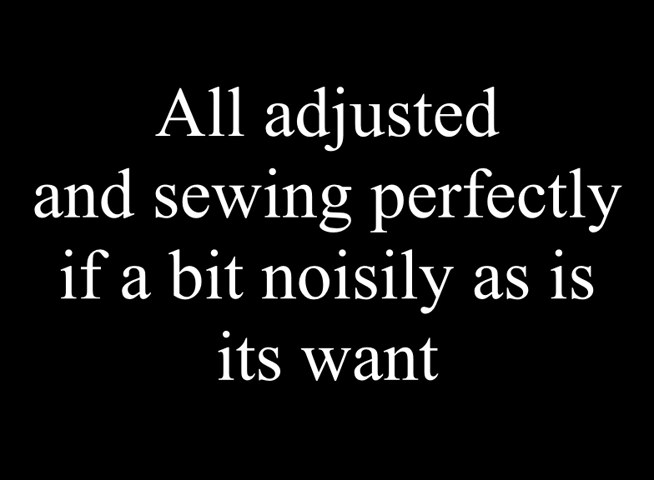 All adjusted
and sewing perfectly
if a bit noisily as is
its want